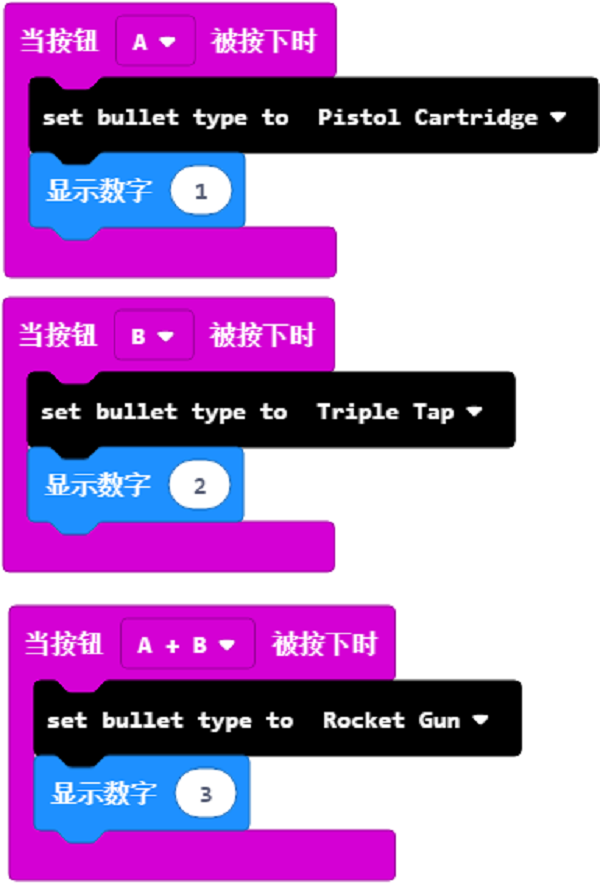 当按钮 A 被按下时
set bullet type to Pistol Cartridge
显示数字 1
当按钮 B 被按下时
set bullet type to Triple Tap
显示数字 2
当按钮 A + B 被按下时
set bullet type to Rocket Gun
显示数字 3